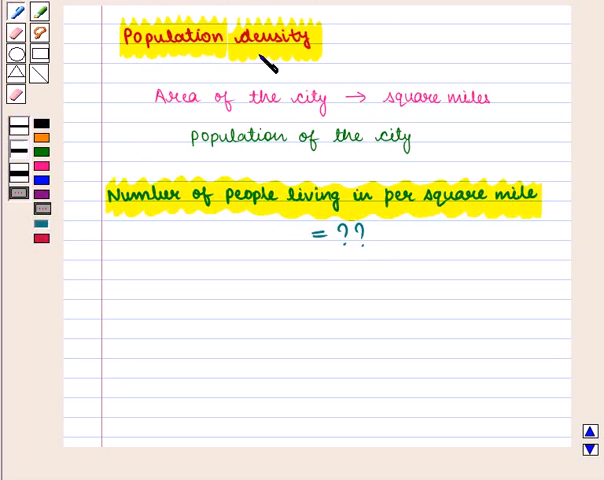 Population density
Area of the city → square miles
population of the city
Number of people living in per square mile
= ??